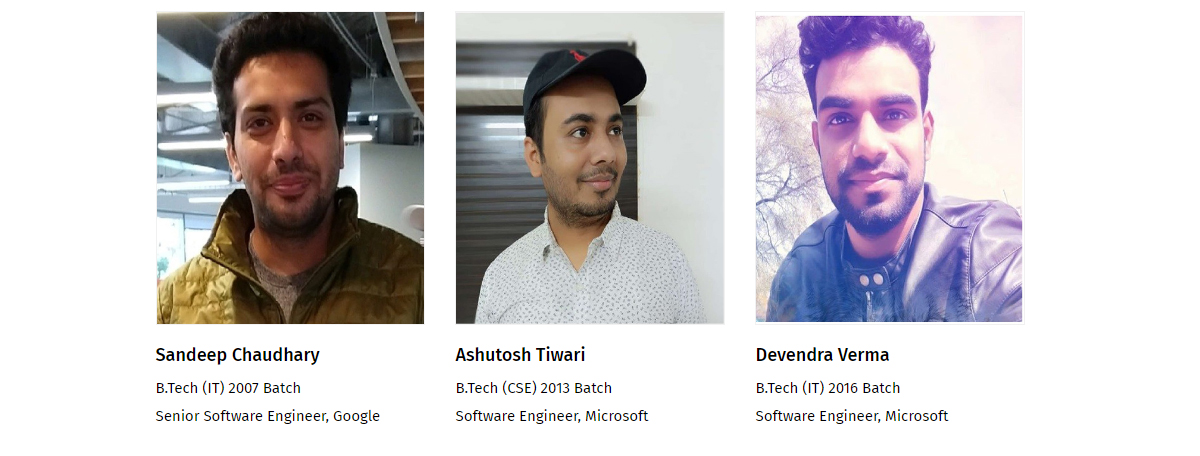 Sandeep Chaudhary
B.Tech (IT) 2007 Batch
Senior Software Engineer, Google
Ashutosh Tiwari
B.Tech (CSE) 2013 Batch
Software Engineer, Microsoft
Devendra Verma
B.Tech (IT) 2016 Batch
Software Engineer, Microsoft